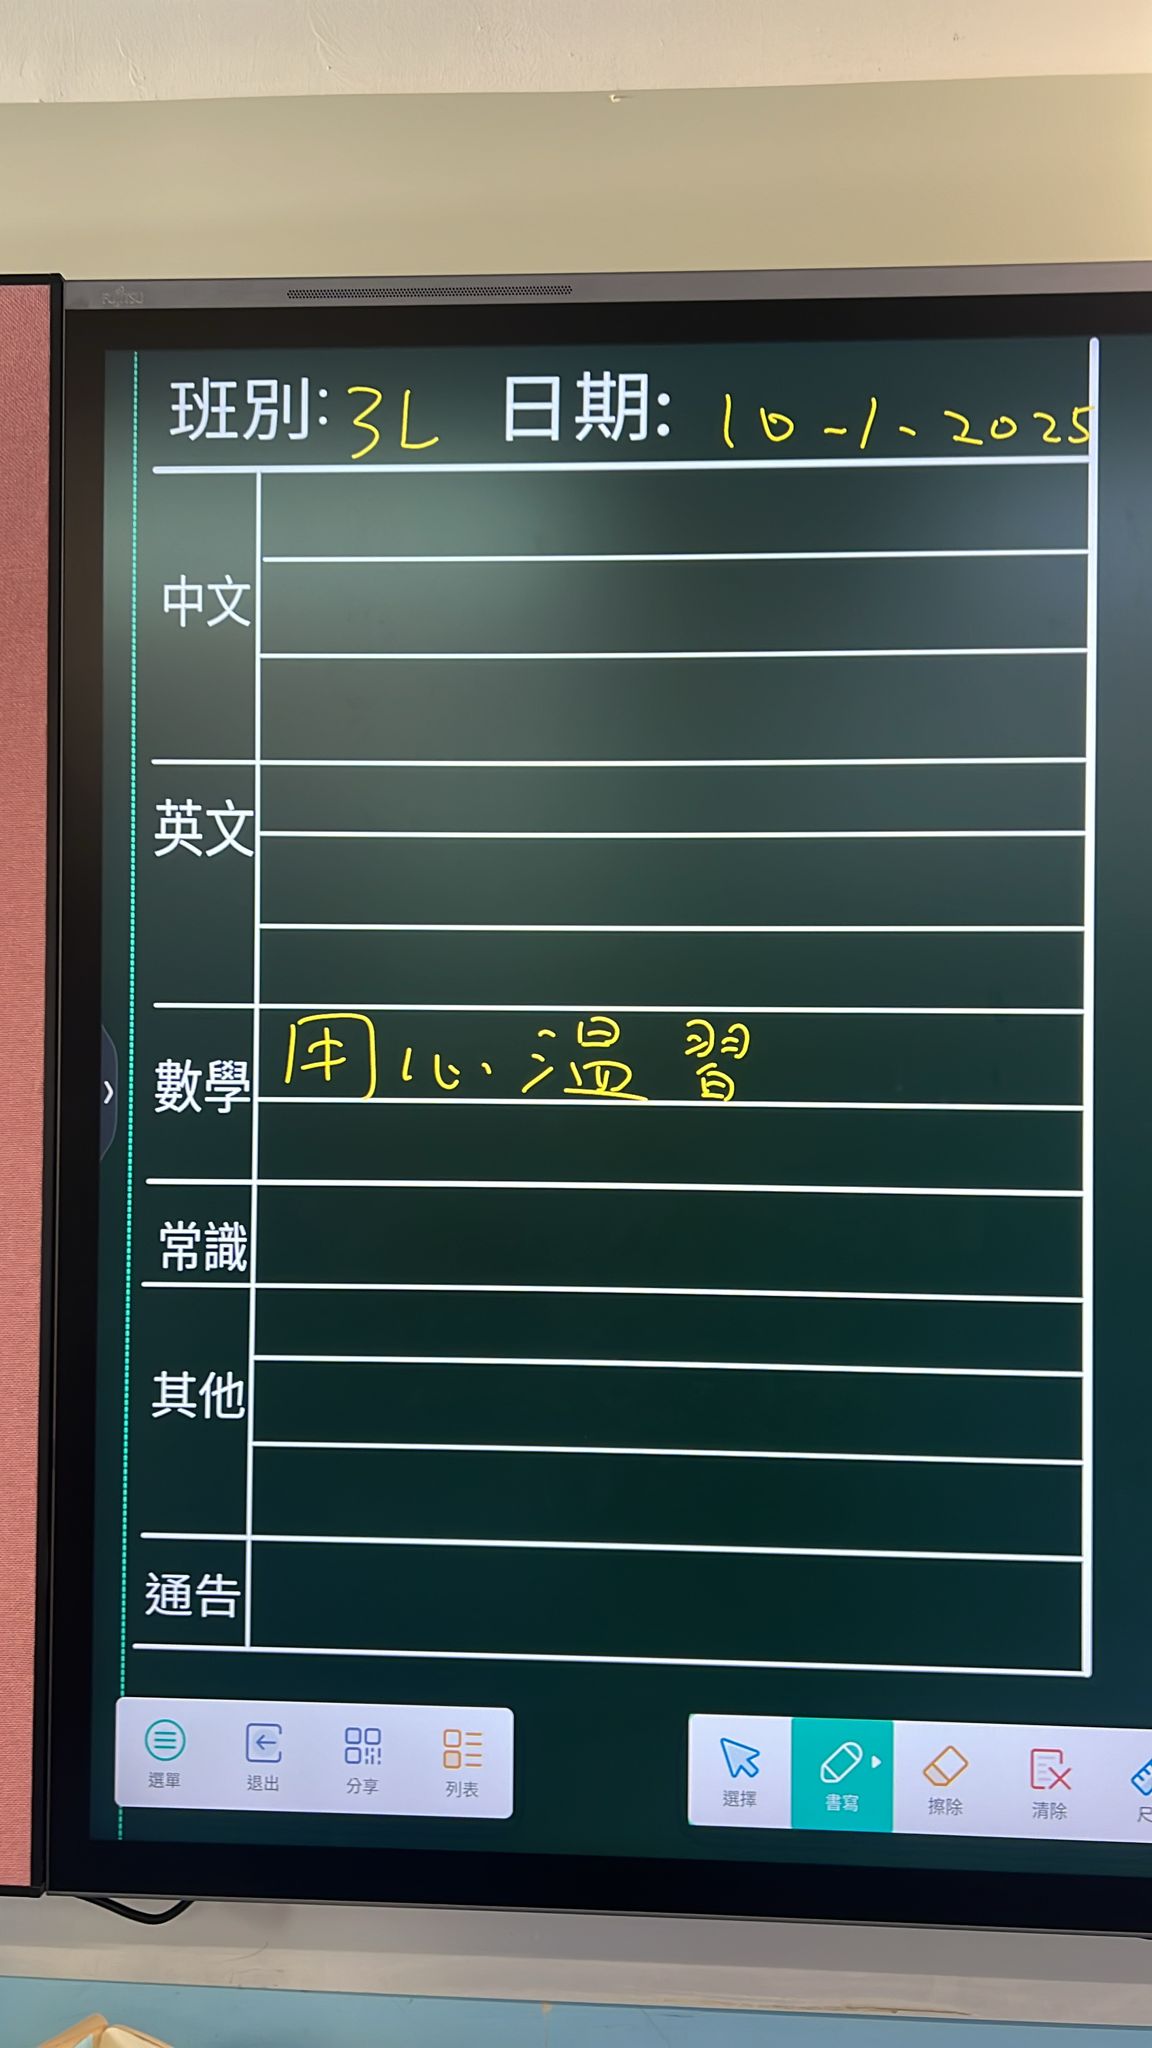 FUJITSU
班別: 3L 日期: 10-1-2025
中文
英文
數學 用心溫習
常識
其他
通告
選單 退出 分享 列表 選擇 書寫 擦除 清除